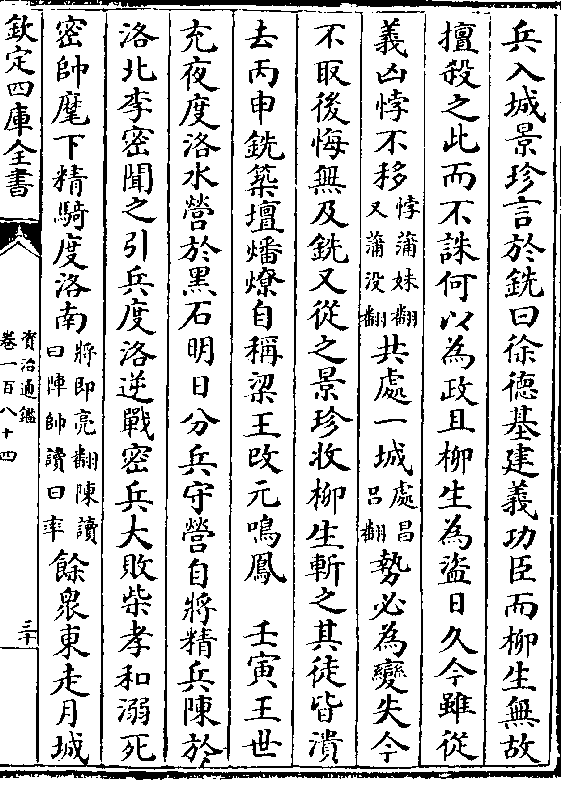 兵入城景珍言於銑曰徐德基建義功臣而柳生無故
擅殺之此而不誅何以為政且柳生為盜日久今雖從
義凶悖不移悖蒲妹翻又蒲没翻共處一城處昌吕翻勢必為變失今
不取後悔無及銑又從之景珍收柳生斬之其徒皆潰
去丙申銑築壇燔燎自稱梁王改元鳴鳳　壬寅王世
充夜度洛水營於黑石明日分兵守營自將精兵陳於
洛北李密聞之引兵度洛逆戰密兵大敗柴孝和溺死
密帥麾下精騎度洛南將即亮翻陳讀曰陣帥讀曰率餘衆東走月城
欽定四庫全書
資治通鑑
卷一百八十四
三十